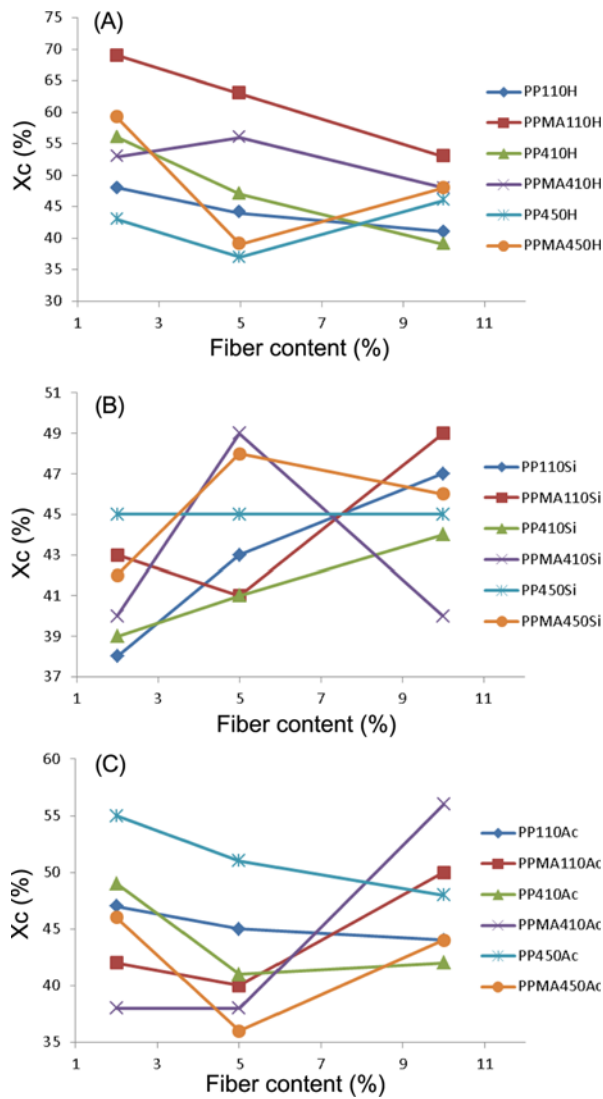 (A)
75
70
65
60
55
50
45
40
35
30
Xc (%)
1 3 5 7 9 11
Fiber content (%)
PP110H
PPMA110H
PP410H
PPMA410H
PP450H
PPMA450H
(B)
51
49
47
45
43
41
39
37
Xc (%)
1 3 5 7 9 11
Fiber content (%)
PP110Si
PPMA110Si
PP410Si
PPMA410Si
PP450Si
PPMA450Si
(C)
60
55
50
45
40
35
Xc (%)
1 3 5 7 9 11
Fiber content (%)
PP110Ac
PPMA110Ac
PP410Ac
PPMA410Ac
PP450Ac
PPMA450Ac